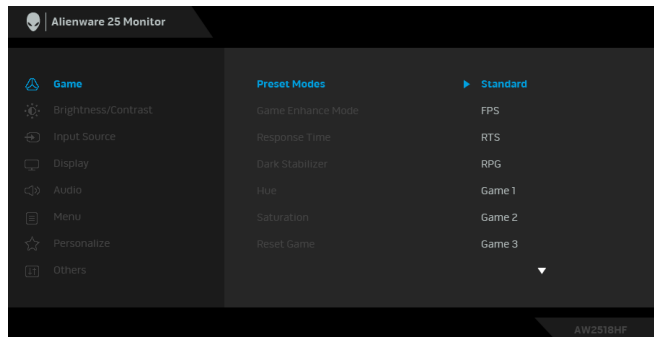 Alienware 25 Monitor
Game Preset Modes Standard
Brightness/Contrast Game Enhance Mode FPS
Input Source Response Time RTS
Display Dark Stabilizer RPG
Audio Hue Game 1
Menu Saturation Game 2
Personalize Reset Game Game 3
Others
AW2518HF